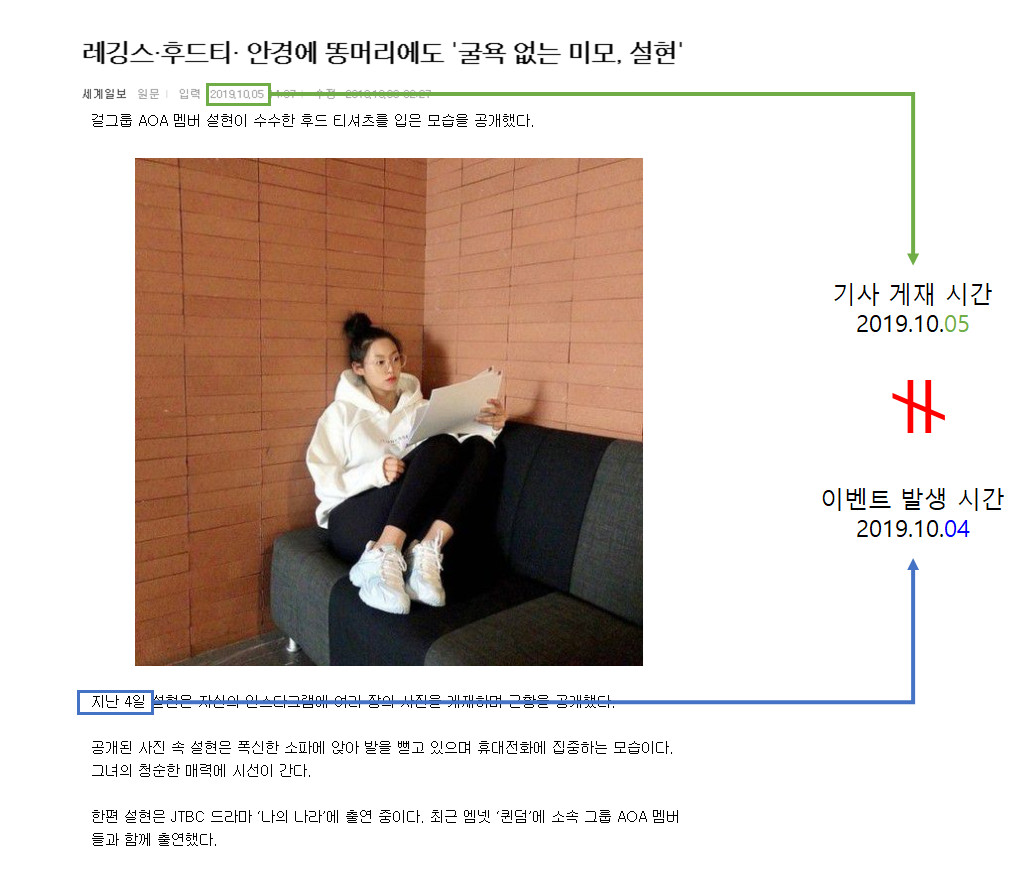 레깅스·후드티· 안경에 똥머리에도 '굴욕 없는 미모, 설현'
세계일보 원문 입력 2019.10.05
걸그룹 AOA 멤버 설현이 수수한 후드 티셔츠를 입은 모습을 공개했다.
기사 게재 시간
2019.10.05
이벤트 발생 시간
2019.10.04
지난 4일 설현은 자신의 인스타그램에 여러 장의 사진을 게재하며 근황을 공개했다.
공개된 사진 속 설현은 폭신한 소파에 앉아 발을 뻗고 있으며 휴대전화에 집중하는 모습이다.
그녀의 청순한 매력에 시선이 간다.
한편 설현은 JTBC 드라마 ‘나의 나라’에 출연 중이다. 최근 엠넷 ‘퀸덤’에 소속 그룹 AOA 멤버
들과 함께 출연했다.